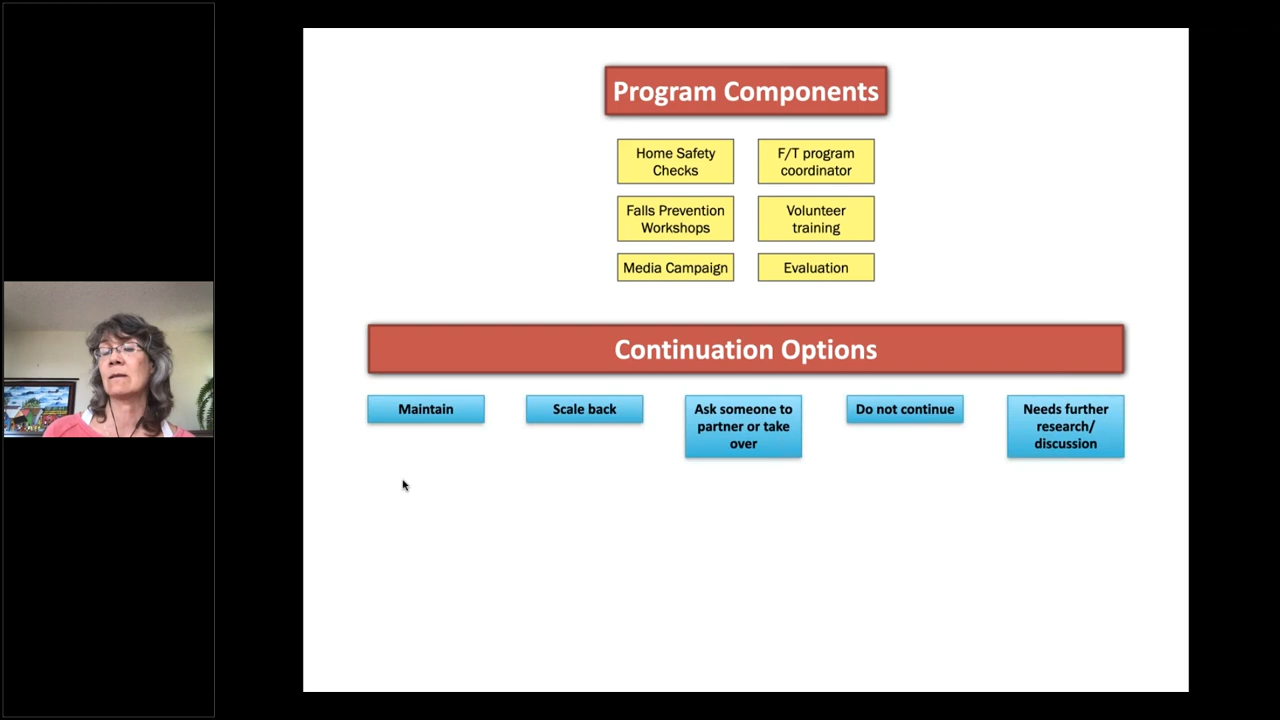 Program Components
Home Safety
Checks
F/T program
coordinator
Falls Prevention
Workshops
Volunteer
training
Media Campaign
Evaluation
Continuation Options
Maintain
Scale back
Ask someone to
partner or take
over
Do not continue
Needs further
research/
discussion